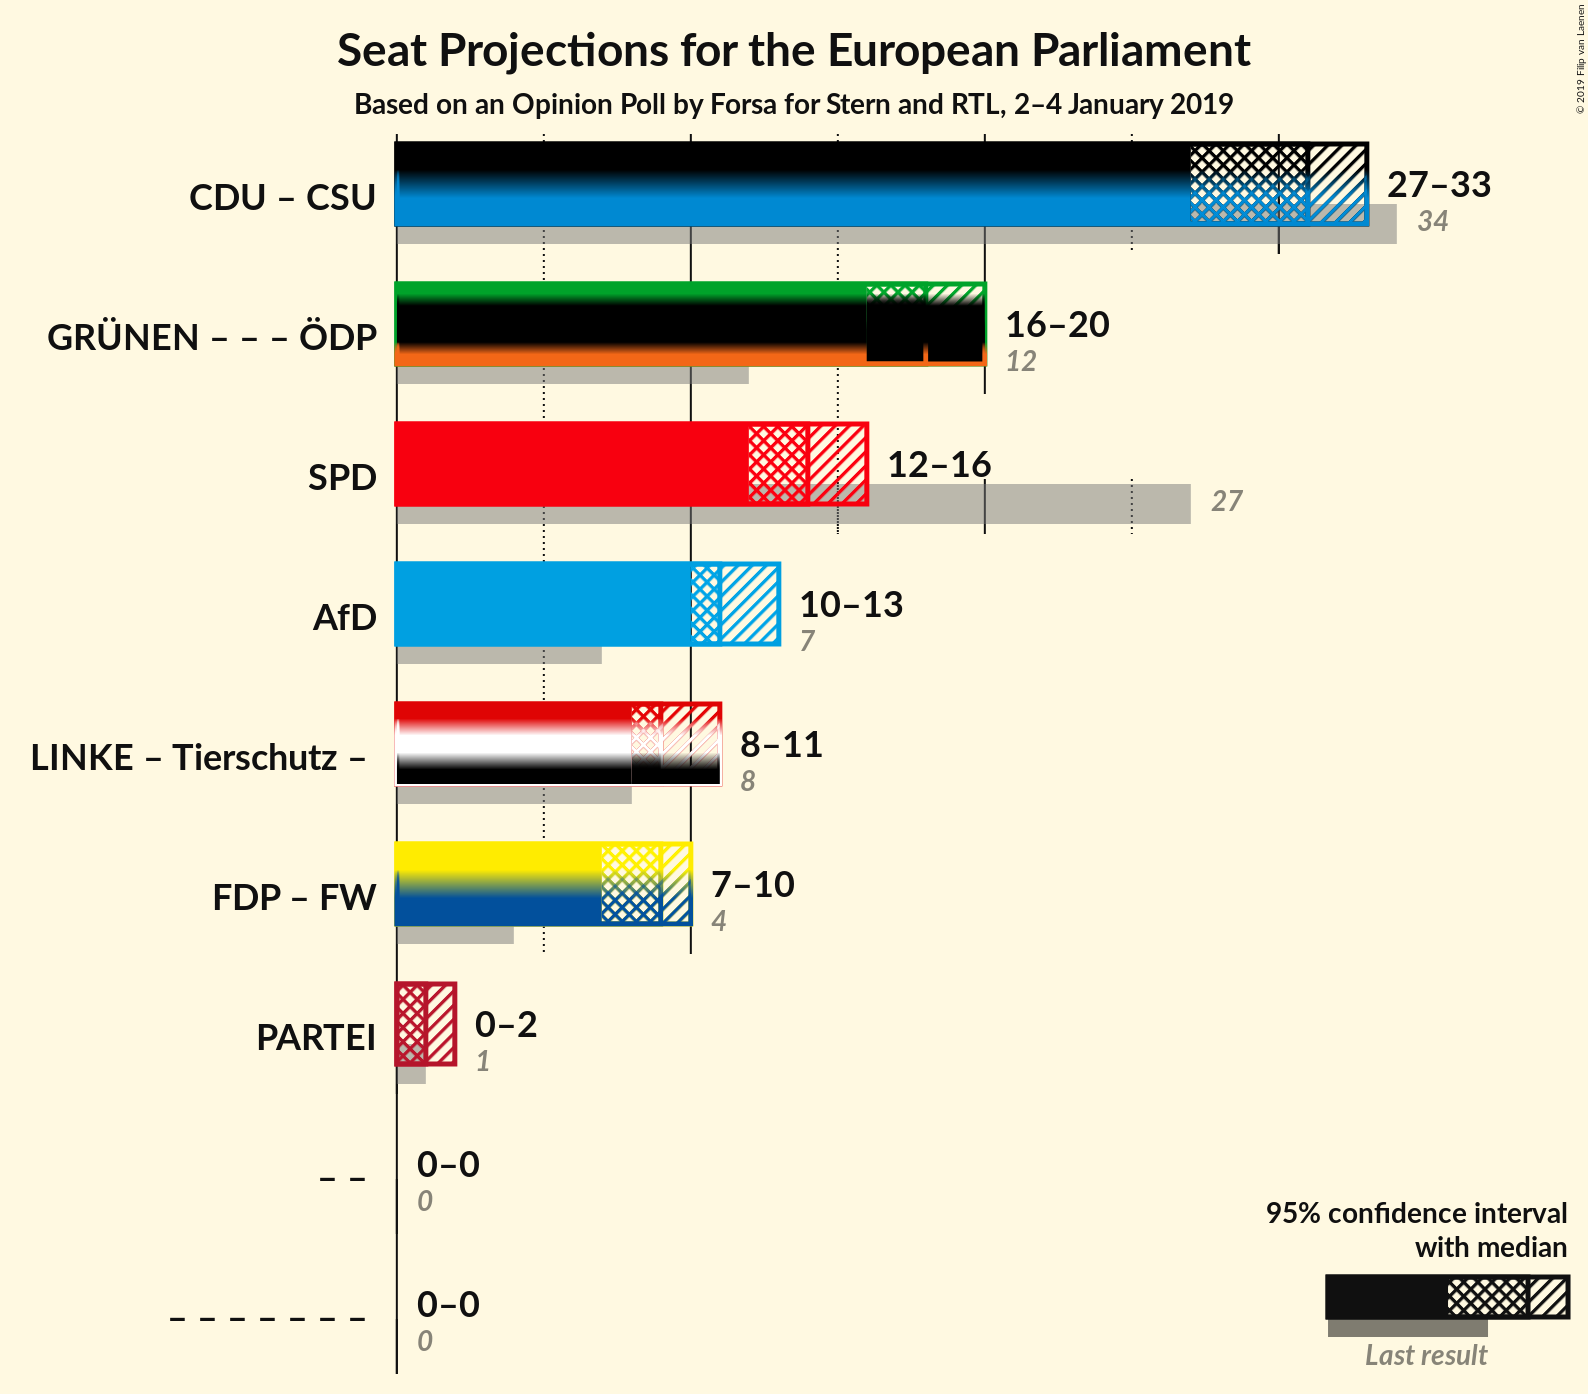 Seat Projections for the European Parliament
Based on an Opinion Poll by Forsa for Stern and RTL, 2–4 January 2019
© 2019 Filip van Laenen
CDU – CSU
27–33
34
GRÜNEN – – – ÖDP
16–20
12
SPD
12–16
27
AfD
10–13
7
LINKE – Tierschutz –
8–11
8
FDP – FW
7–10
4
PARTEI
0–2
1
– –
0–0
0
– – – – – – –
0–0
0
95% confidence interval
with median
Last result